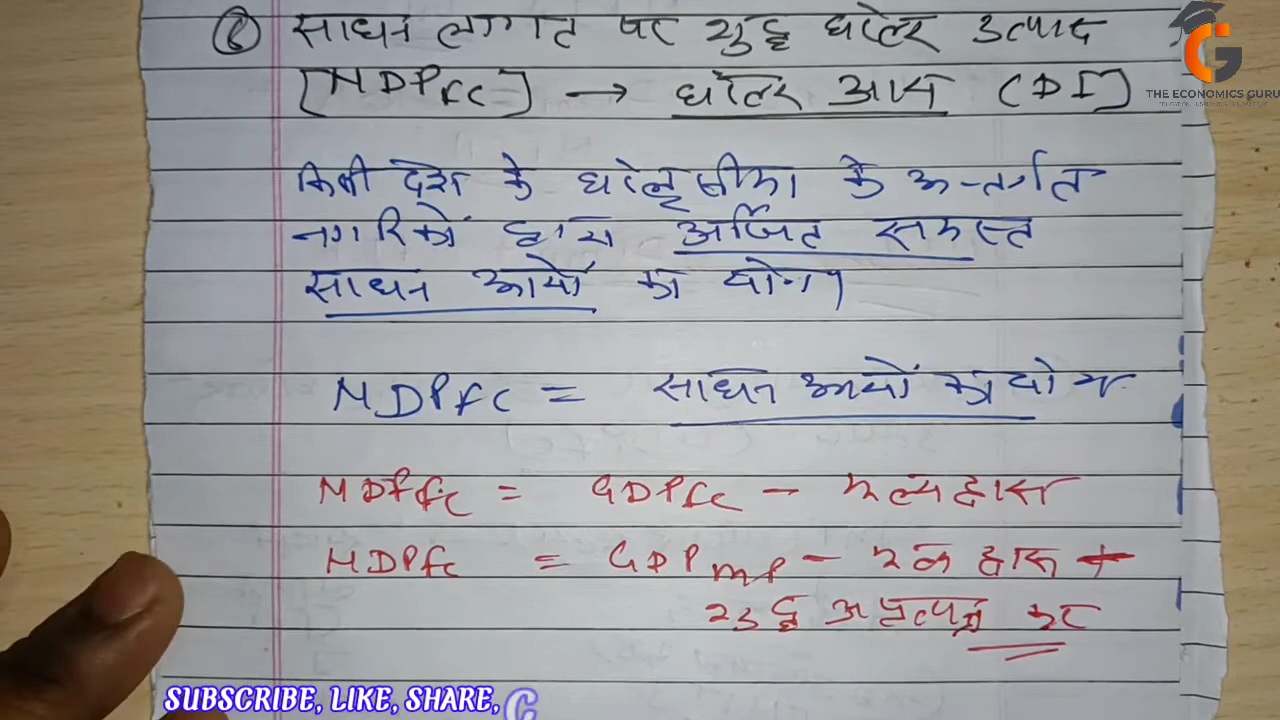 ⑥ साधन लागत पर शुद्ध घरेलू उत्पाद
[NDPFC] → घरेलू आय (DI)
THE ECONOMICS GURU
किसी देश के घरेलू सीमा के अन्तर्गत
नागरिकों द्वारा अर्जित समस्त
साधन आयों का योग।
NDPFC = साधन आयों का योग
NDPfc = GDPfc - मूल्यह्रास
NDPfc = GDPmp - मूल्यह्रास +
शुद्ध अप्रत्यक्ष कर
SUBSCRIBE, LIKE, SHARE, C